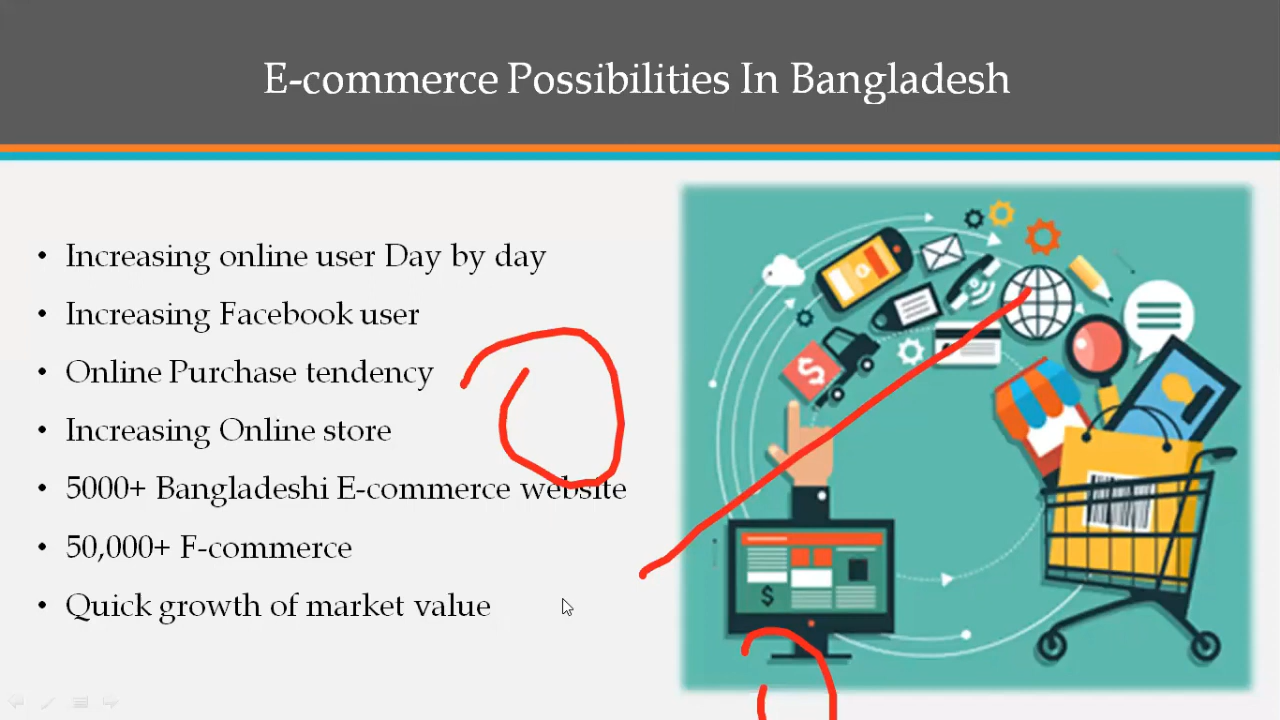 E-commerce Possibilities In Bangladesh
• Increasing online user Day by day
• Increasing Facebook user
• Online Purchase tendency
• Increasing Online store
• 5000+ Bangladeshi E-commerce website
• 50,000+ F-commerce
• Quick growth of market value
$
$